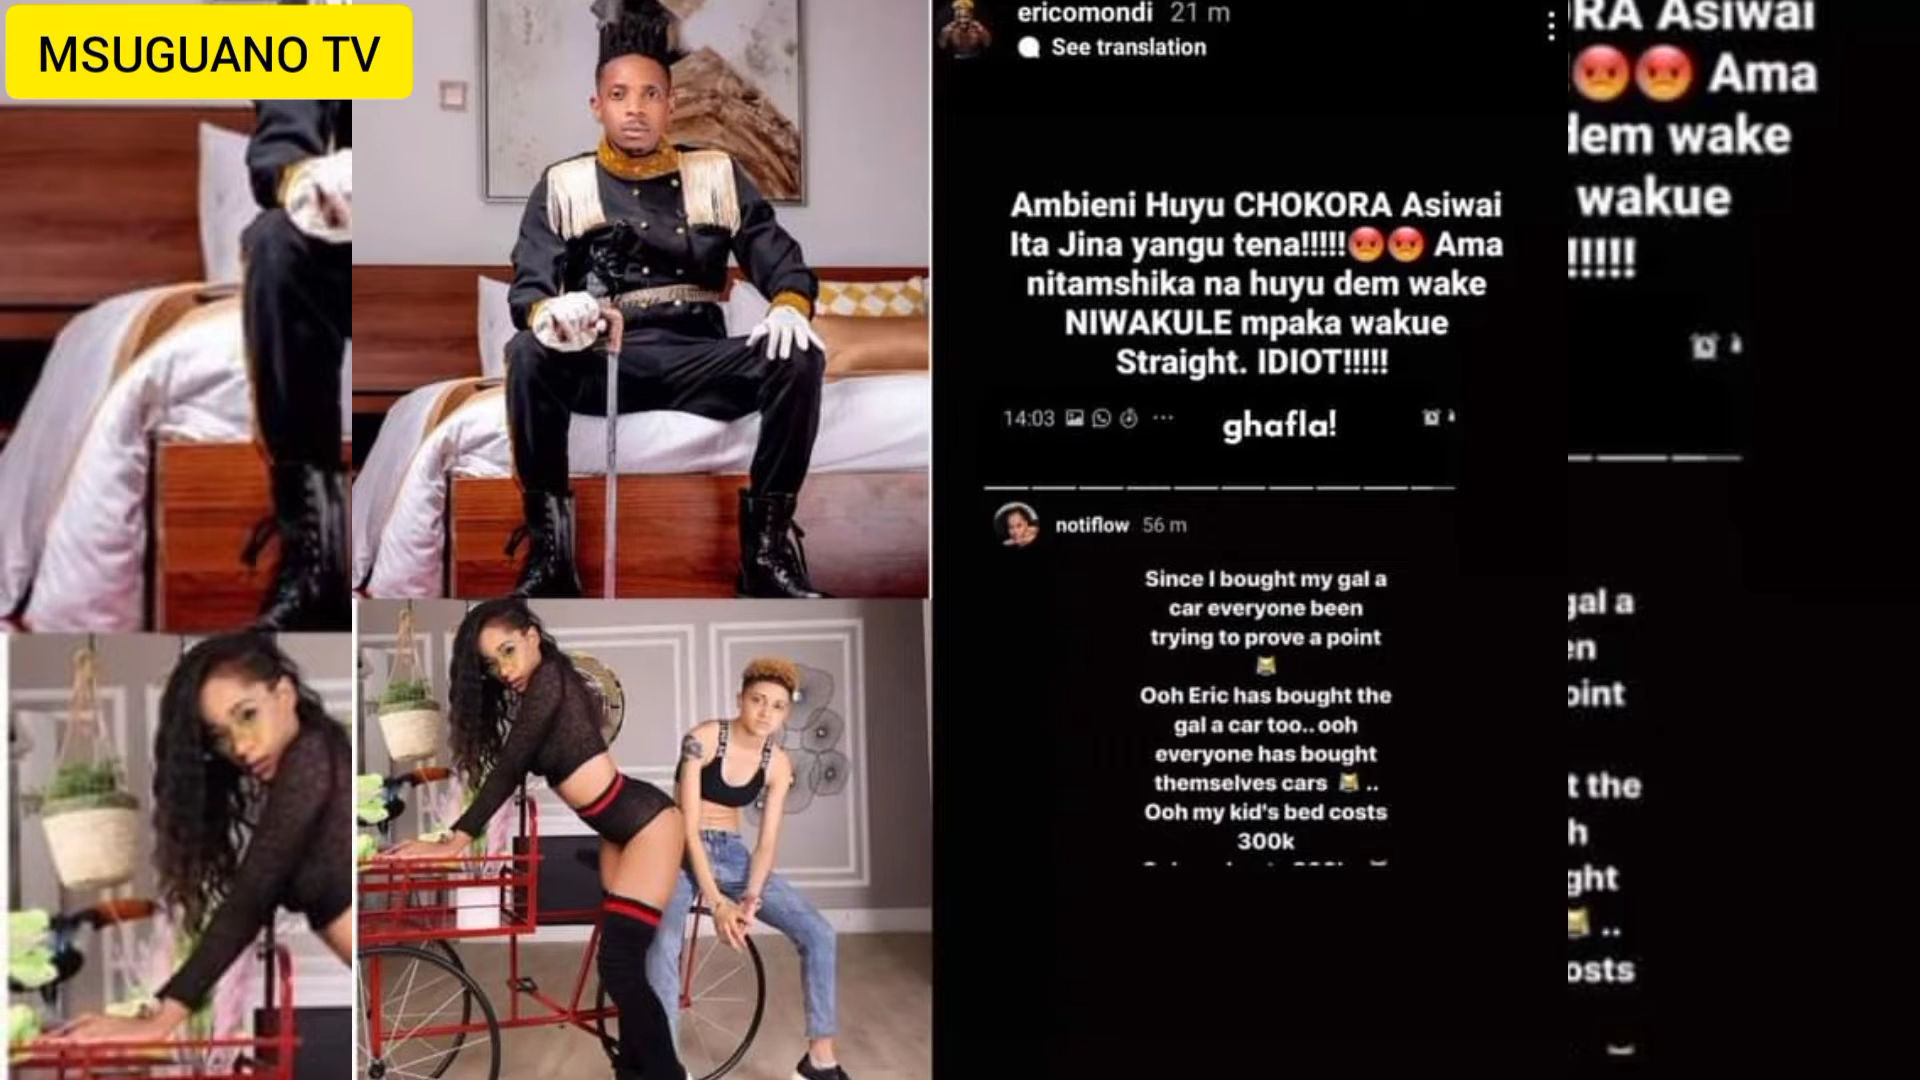 MSUGUANO TV
ericomondi 21 m
See translation
Ambieni Huyu CHOKORA Asiwai
Ita Jina yangu tena!!!!!😡😡 Ama
nitamshika na huyu dem wake
NIWAKULE mpaka wakue
Straight. IDIOT!!!!!
14:03
ghafla!
notiflow 56 m
Since I bought my gal a
car everyone been
trying to prove a point
😹
Ooh Eric has bought the
gal a car too.. ooh
everyone has bought
themselves cars 😹 ..
Ooh my kid's bed costs
300k
RA Asiwai
😡😡 Ama
dem wake
wakue
!!!!!
gal a
en
oint
t the
h
ght
😹 ..
osts